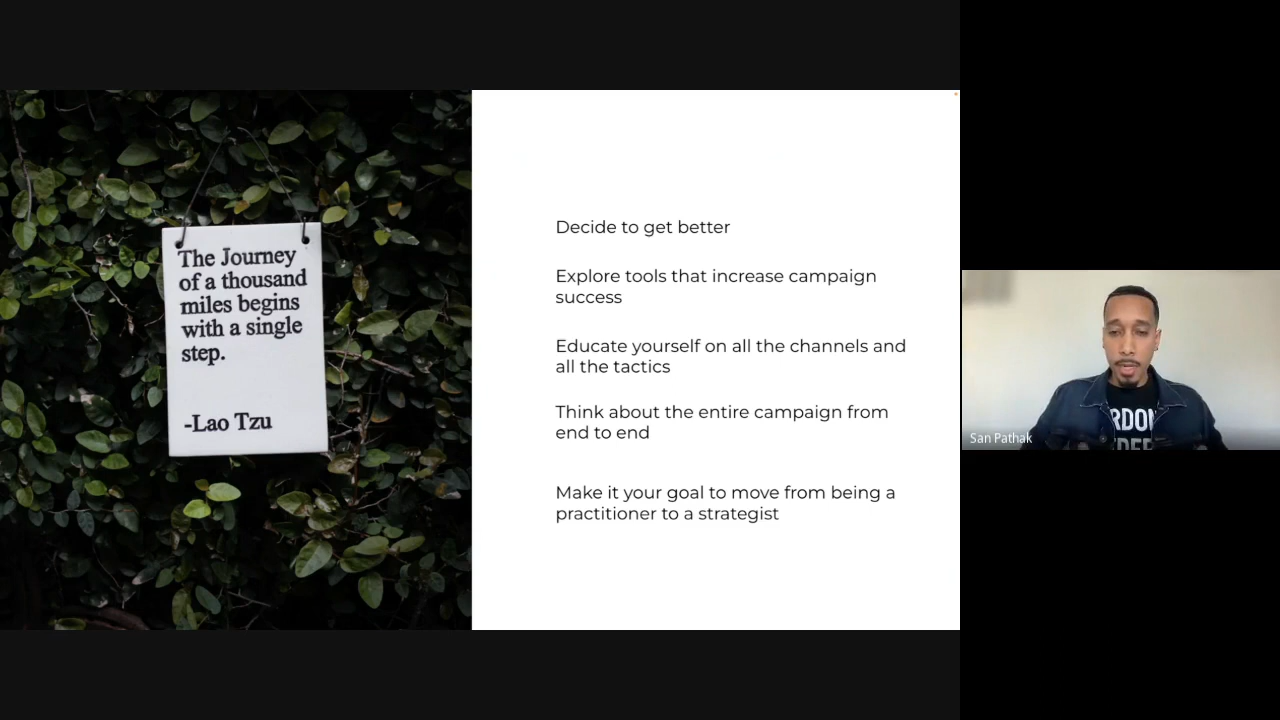 The Journey
of a thousand
miles begins
with a single
step.
-Lao Tzu
Decide to get better
Explore tools that increase campaign
success
Educate yourself on all the channels and
all the tactics
Think about the entire campaign from
end to end
Make it your goal to move from being a
practitioner to a strategist
San Pathak